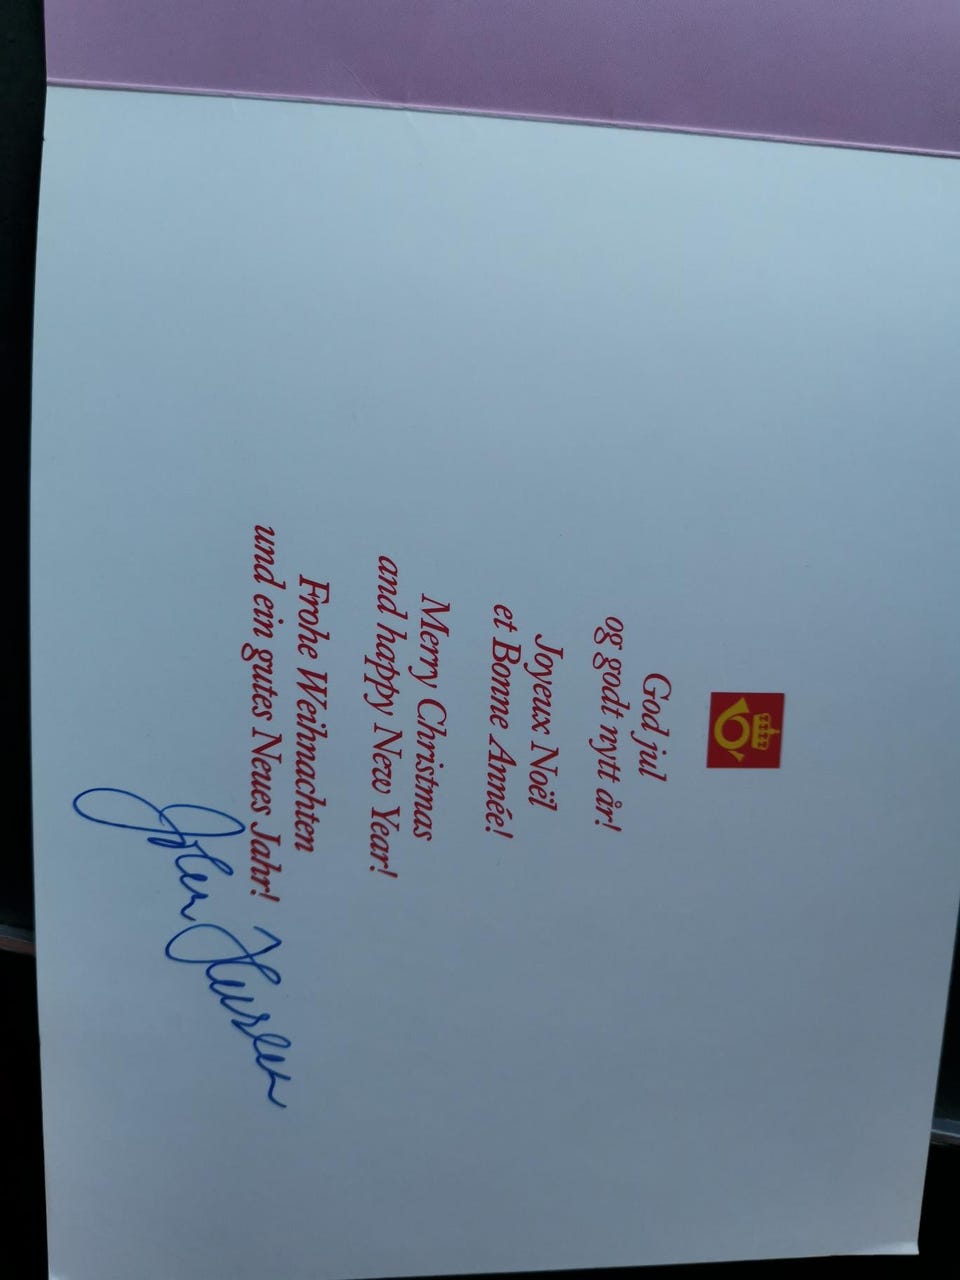 God jul
og godt nytt år!
Joyeux Noël
et Bonne Année!
Merry Christmas
and happy New Year!
Frohe Weihnachten
und ein gutes Neues Jahr!